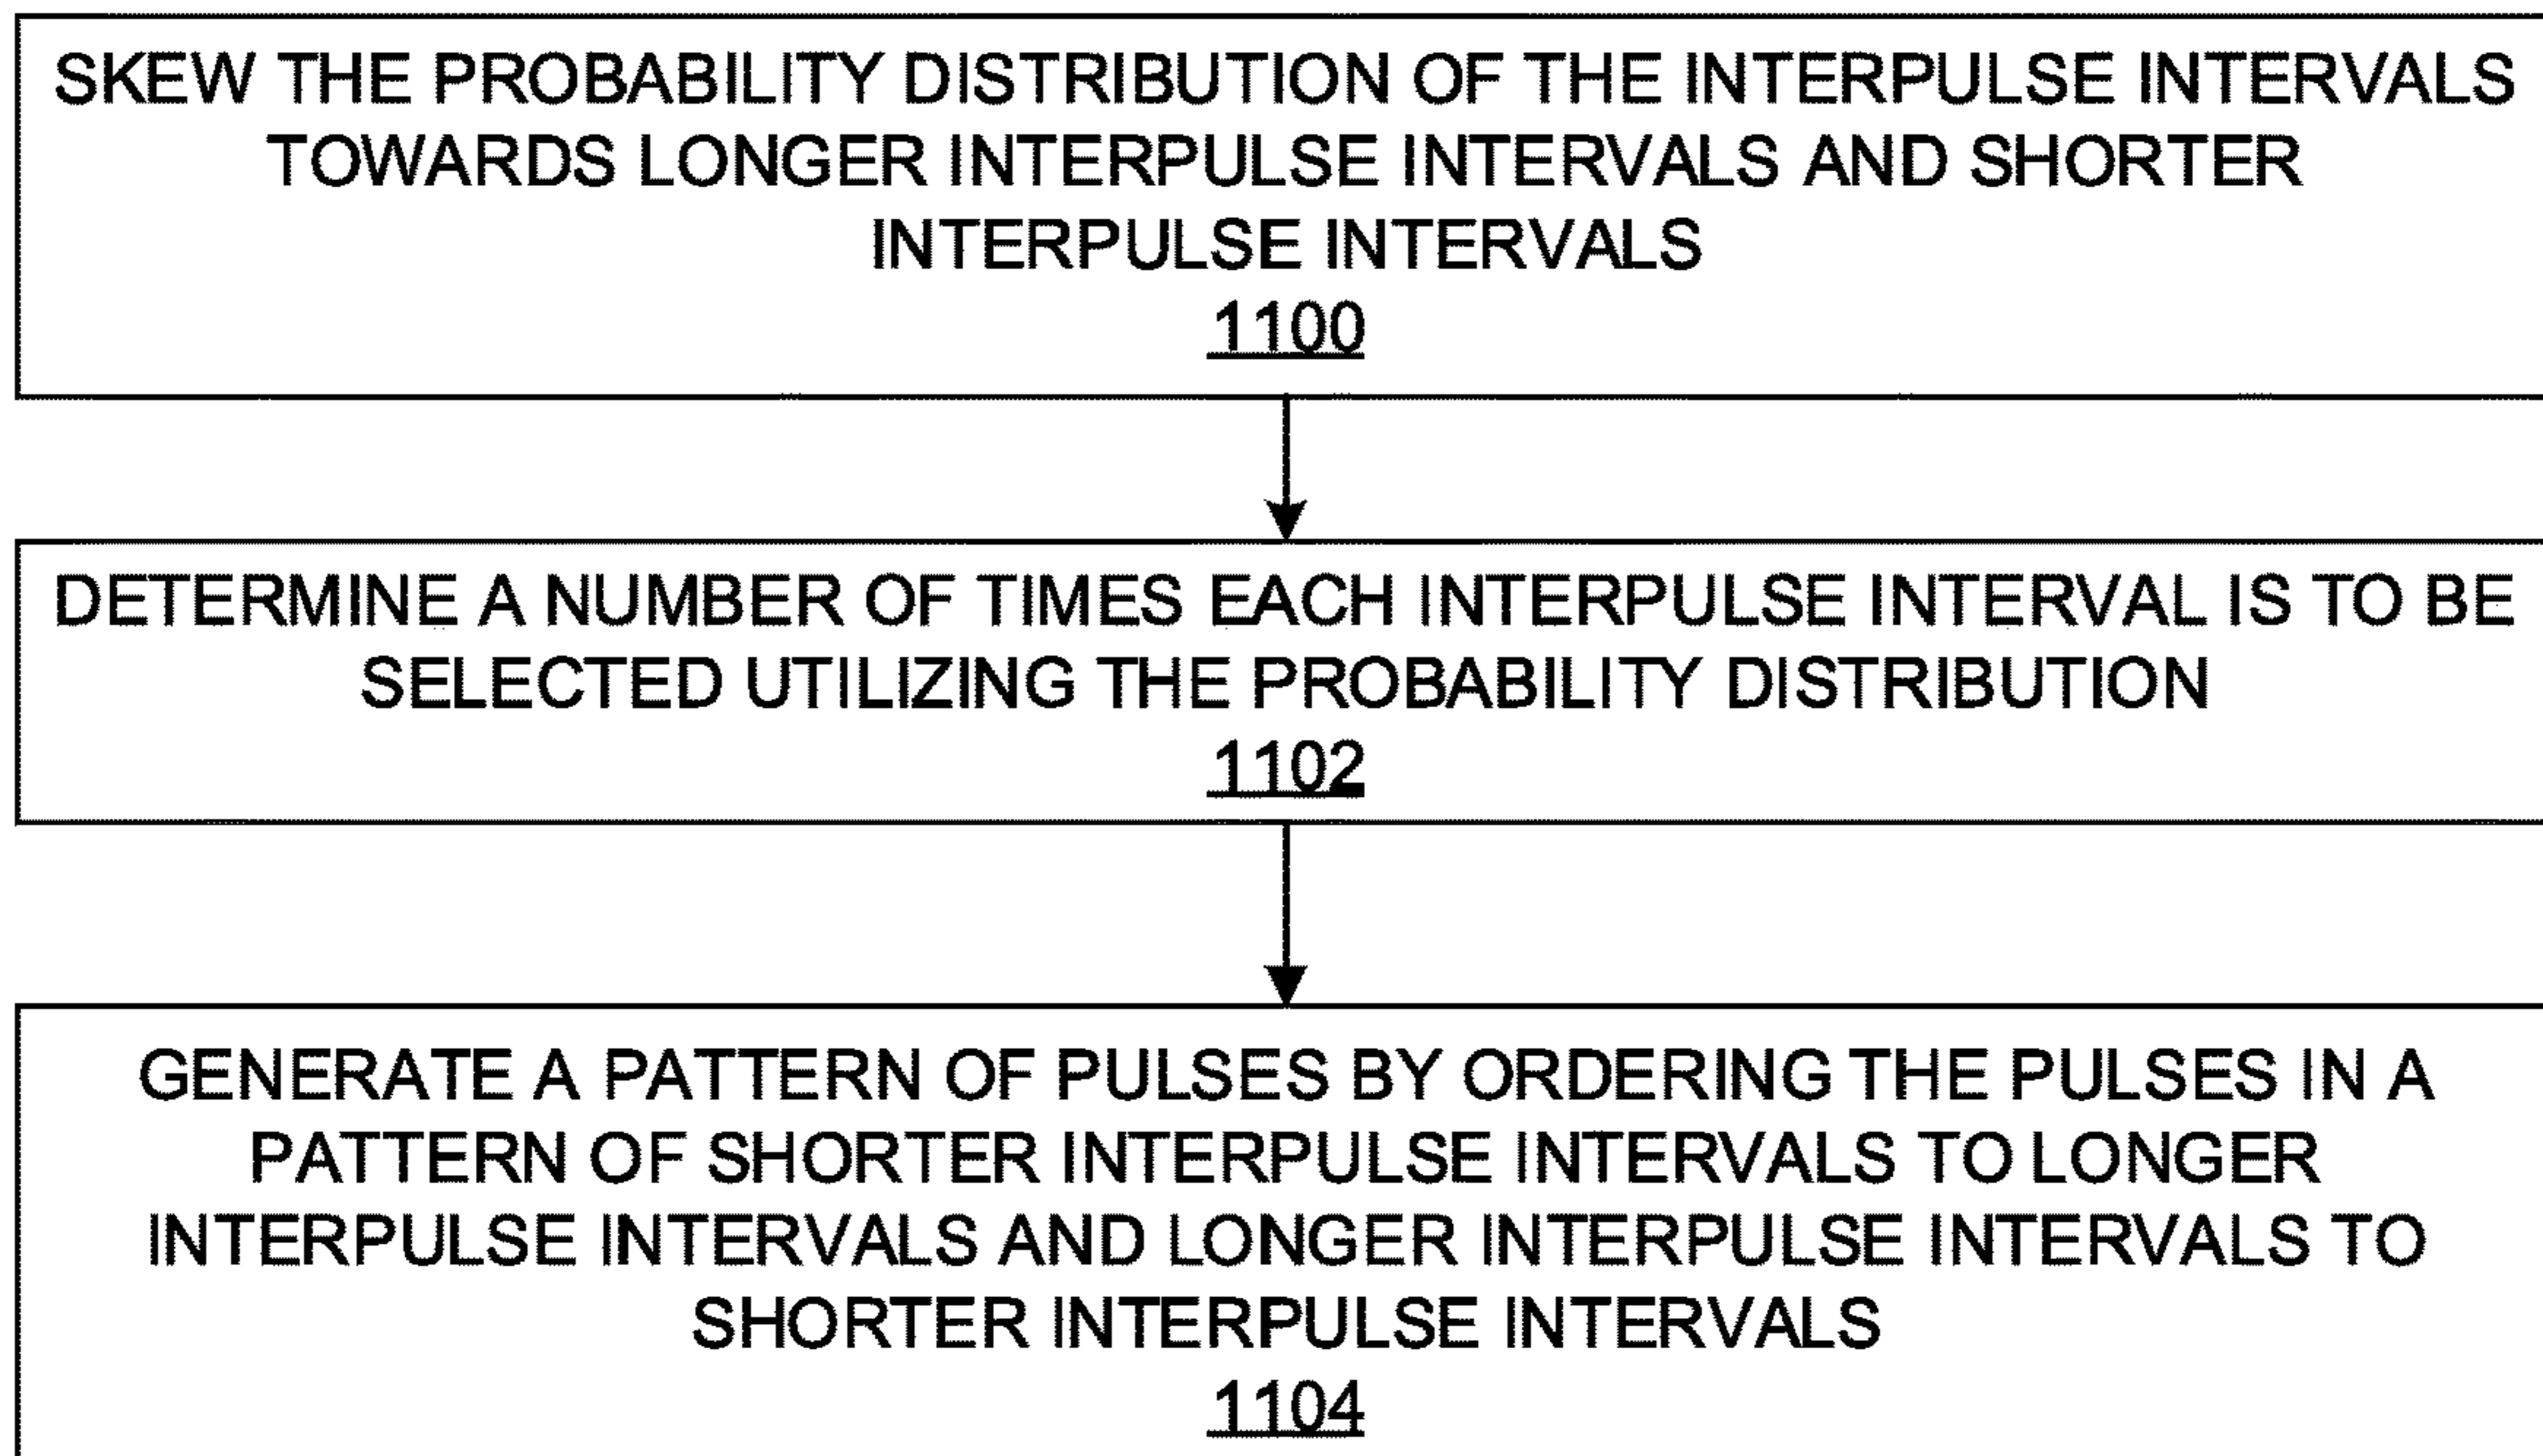 SKEW THE PROBABILITY DISTRIBUTION OF THE INTERPULSE INTERVALS
TOWARDS LONGER INTERPULSE INTERVALS AND SHORTER
INTERPULSE INTERVALS
1100
DETERMINE A NUMBER OF TIMES EACH INTERPULSE INTERVAL IS TO BE
SELECTED UTILIZING THE PROBABILITY DISTRIBUTION
1102
GENERATE A PATTERN OF PULSES BY ORDERING THE PULSES IN A
PATTERN OF SHORTER INTERPULSE INTERVALS TO LONGER
INTERPULSE INTERVALS AND LONGER INTERPULSE INTERVALS TO
SHORTER INTERPULSE INTERVALS
1104